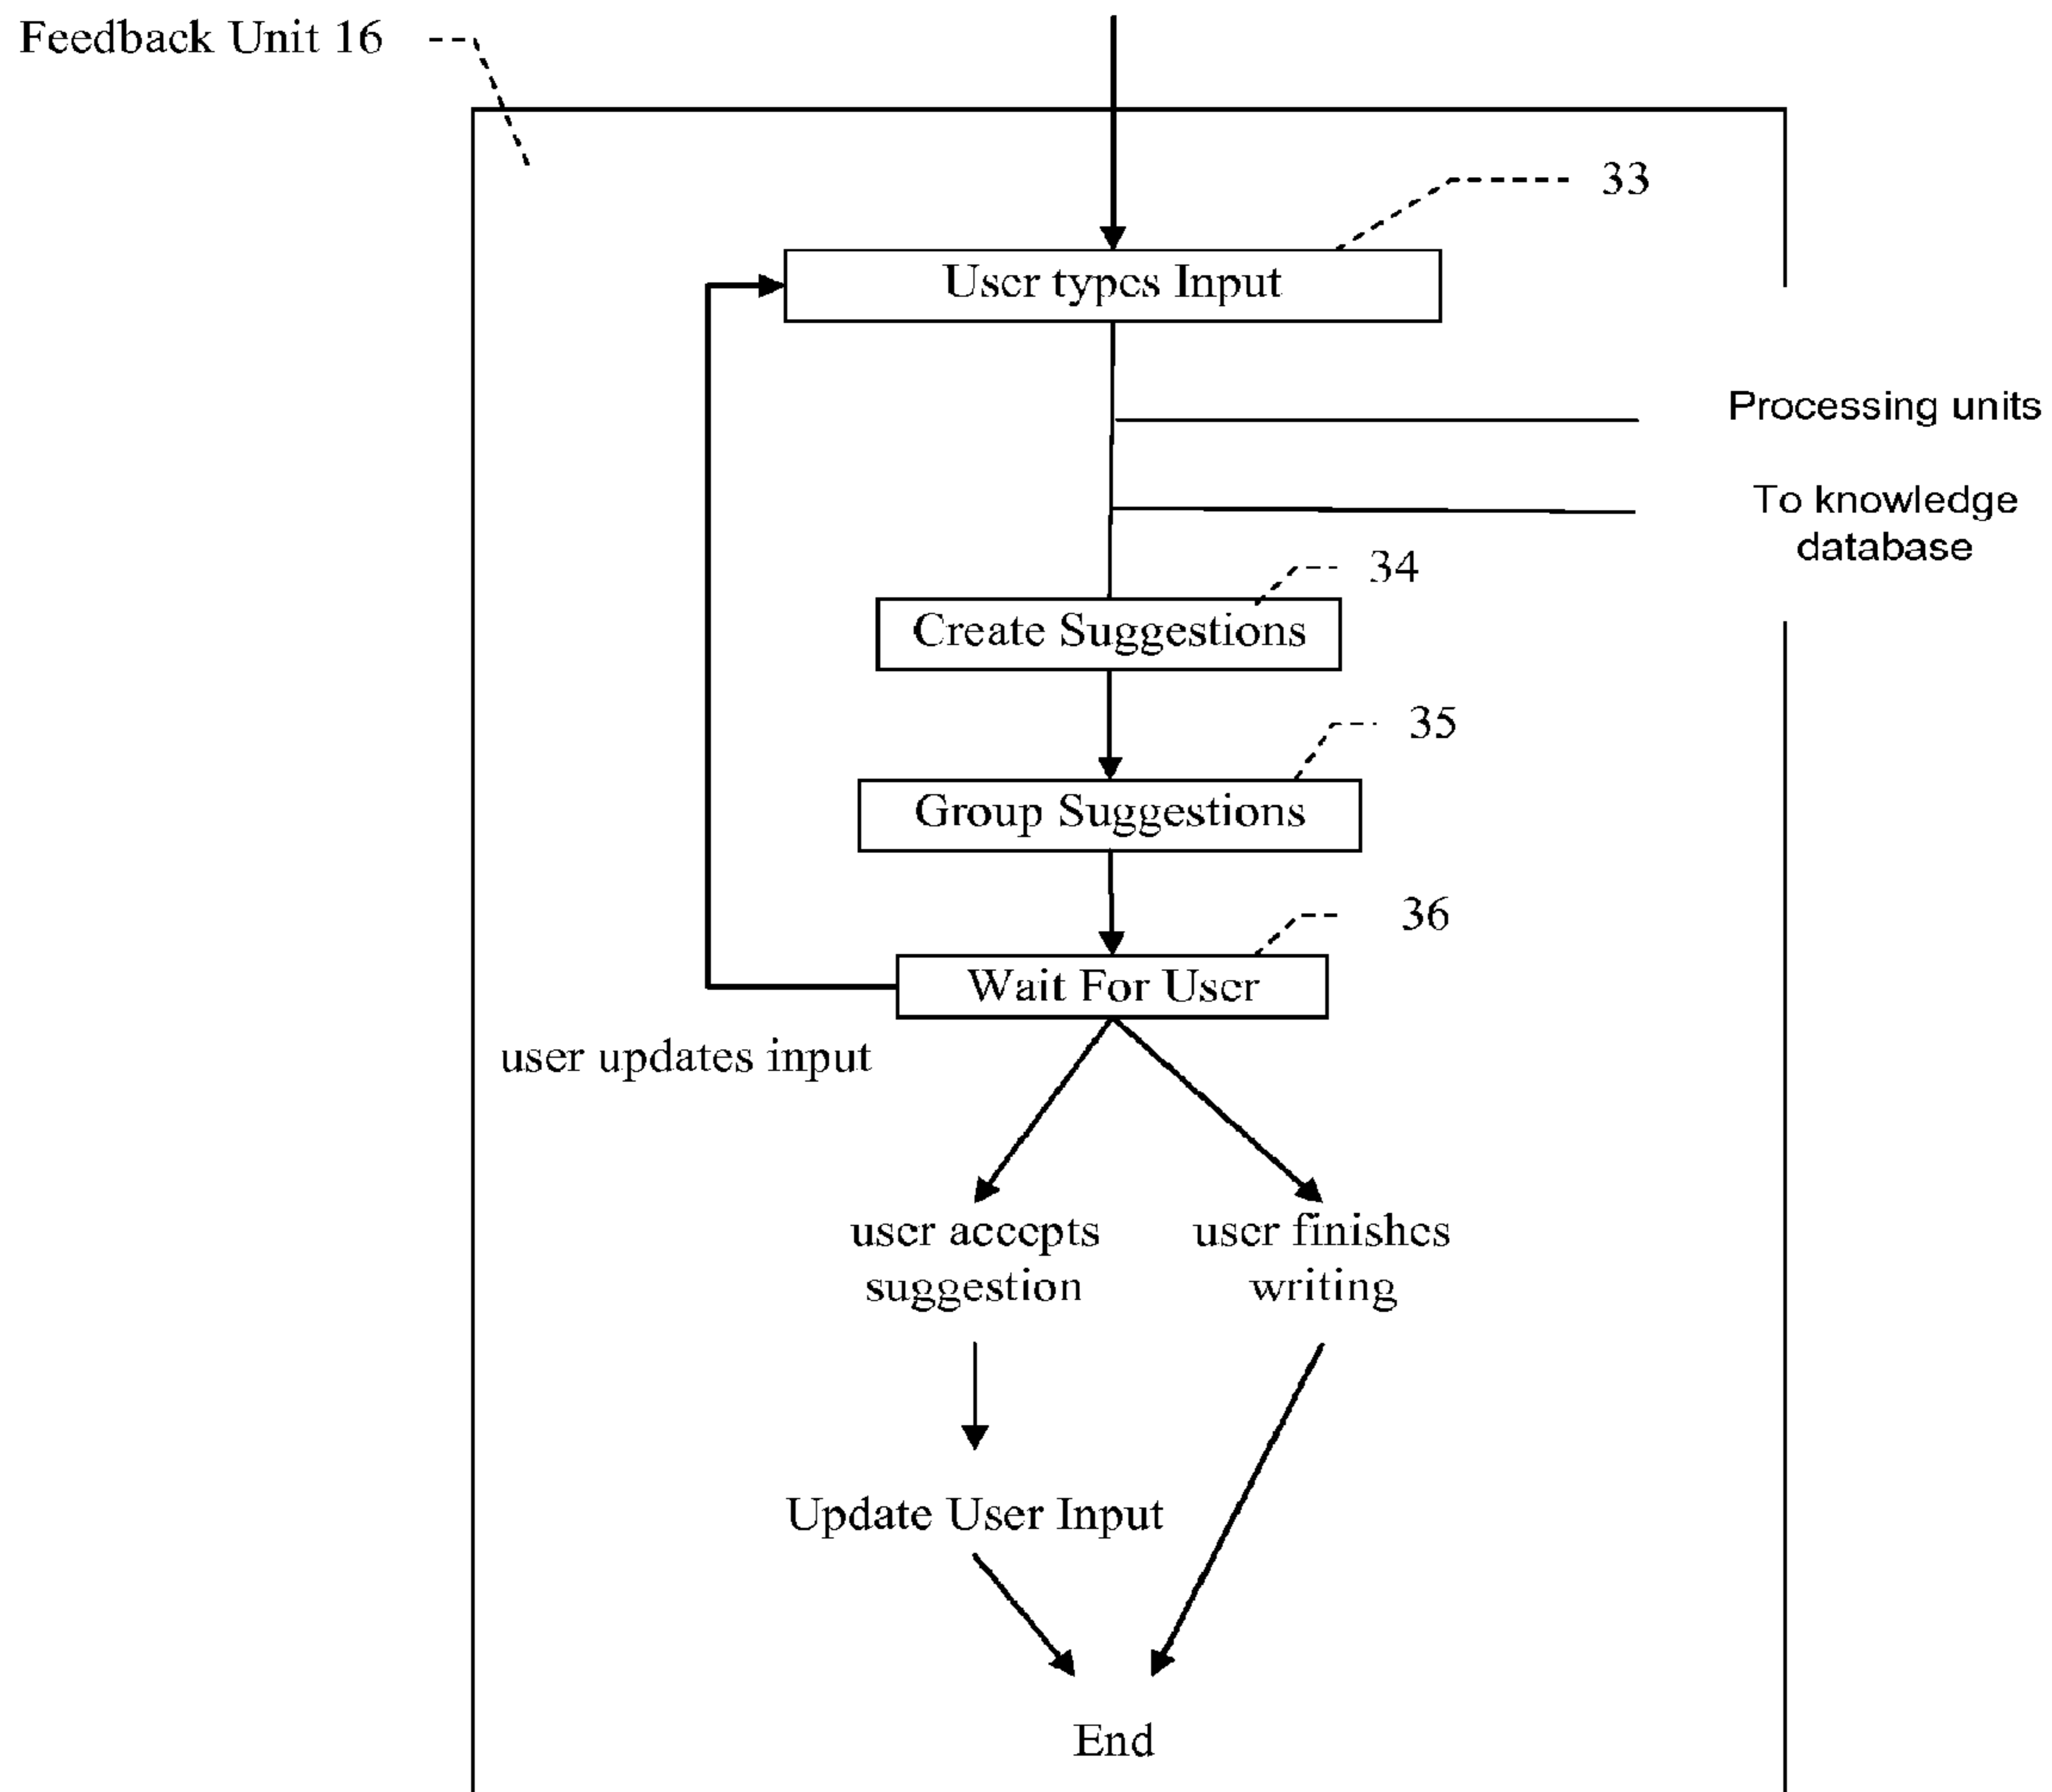 Feedback Unit 16
33
User types Input
Processing units
To knowledge
database
34
Create Suggestions
35
Group Suggestions
36
Wait For User
user updates input
user accepts
suggestion
user finishes
writing
Update User Input
End